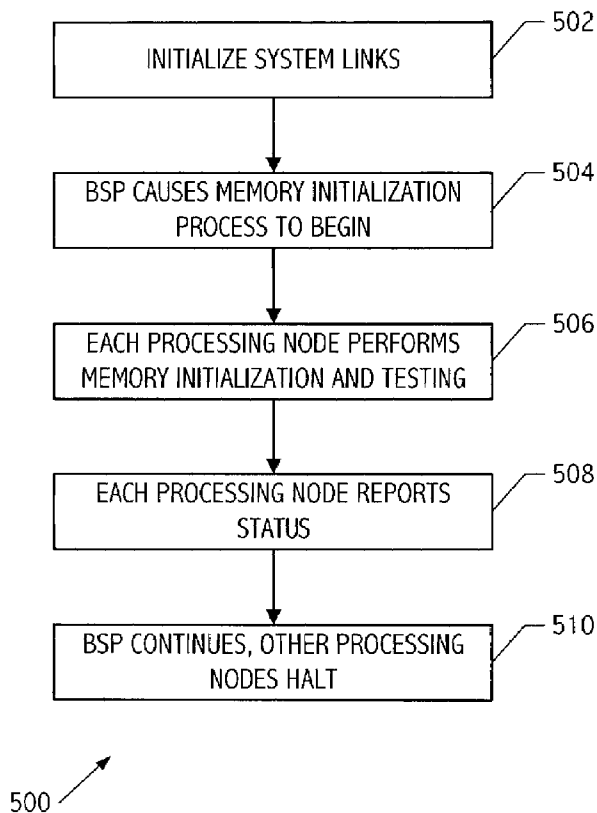 502
INITIALIZE SYSTEM LINKS
504
BSP CAUSES MEMORY INITIALIZATION
PROCESS TO BEGIN
506
EACH PROCESSING NODE PERFORMS
MEMORY INITIALIZATION AND TESTING
508
EACH PROCESSING NODE REPORTS
STATUS
510
BSP CONTINUES, OTHER PROCESSING
NODES HALT
500